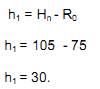 h₁ = Hₙ - R₀
h₁ = 105 - 75
h₁ = 30.